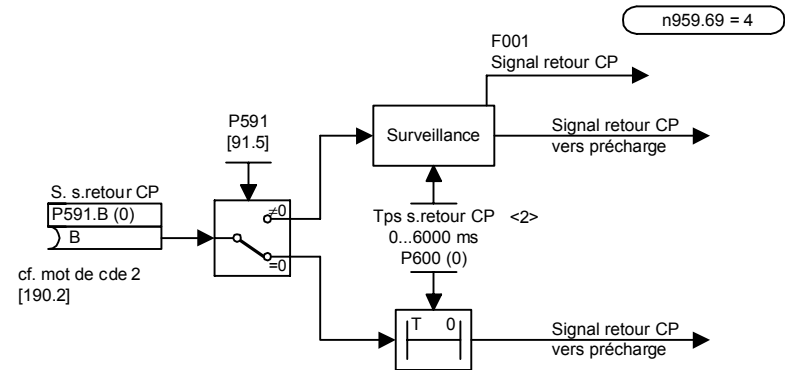 n959.69 = 4
F001
Signal retour CP
P591
[91.5]
Surveillance
Signal retour CP
vers précharge
S. s.retour CP
P591.B (0)
B
≠0
=0
Tps s.retour CP <2>
0...6000 ms
P600 (0)
cf. mot de cde 2
[190.2]
T 0
Signal retour CP
vers précharge